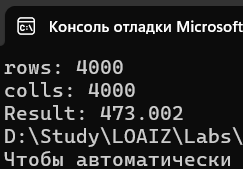 Консоль отладки Microsoft
rows: 4000
colls: 4000
Result: 473.002
D:\Study\LOAIZ\Labs\
Чтобы автоматически